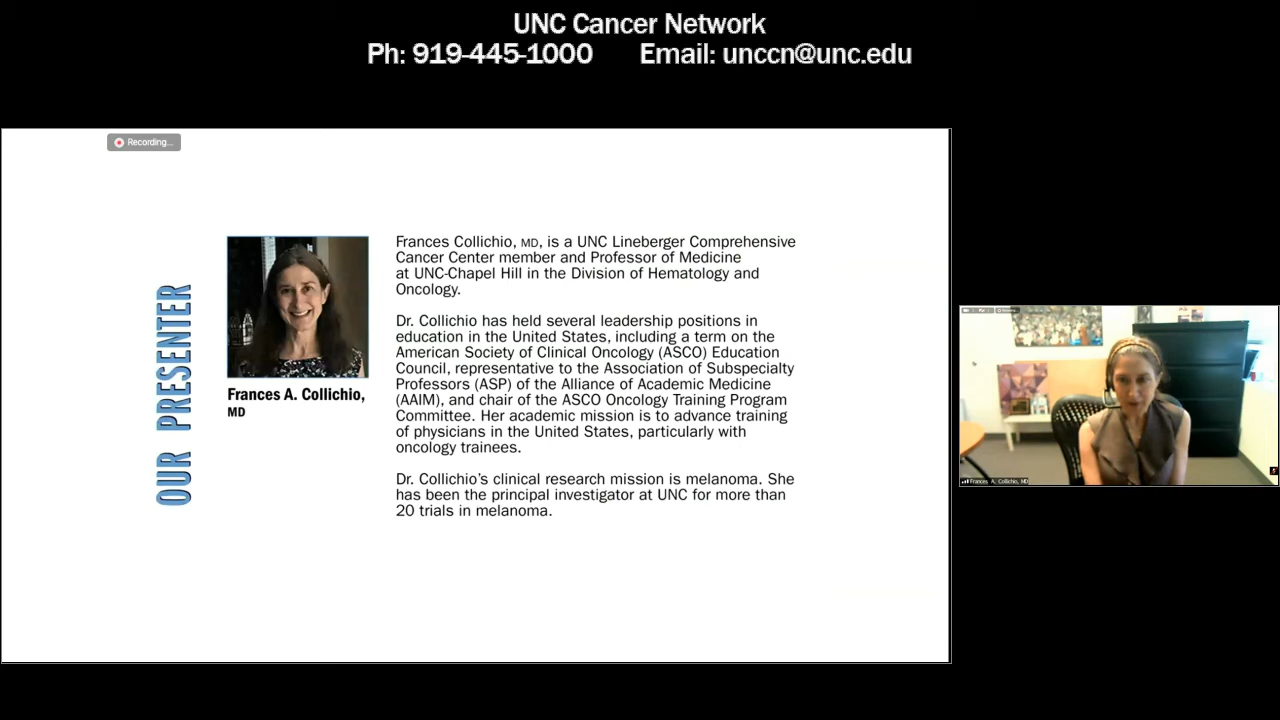 UNC Cancer Network
Ph: 919-445-1000 Email: unccn@unc.edu
Recording...
OUR PRESENTER
Frances A. Collichio,
MD
Frances Collichio, MD, is a UNC Lineberger Comprehensive
Cancer Center member and Professor of Medicine
at UNC-Chapel Hill in the Division of Hematology and
Oncology.
Dr. Collichio has held several leadership positions in
education in the United States, including a term on the
American Society of Clinical Oncology (ASCO) Education
Council, representative to the Association of Subspecialty
Professors (ASP) of the Alliance of Academic Medicine
(AAIM), and chair of the ASCO Oncology Training Program
Committee. Her academic mission is to advance training
of physicians in the United States, particularly with
oncology trainees.
Dr. Collichio’s clinical research mission is melanoma. She
has been the principal investigator at UNC for more than
20 trials in melanoma.
Frances A. Collichio, MD